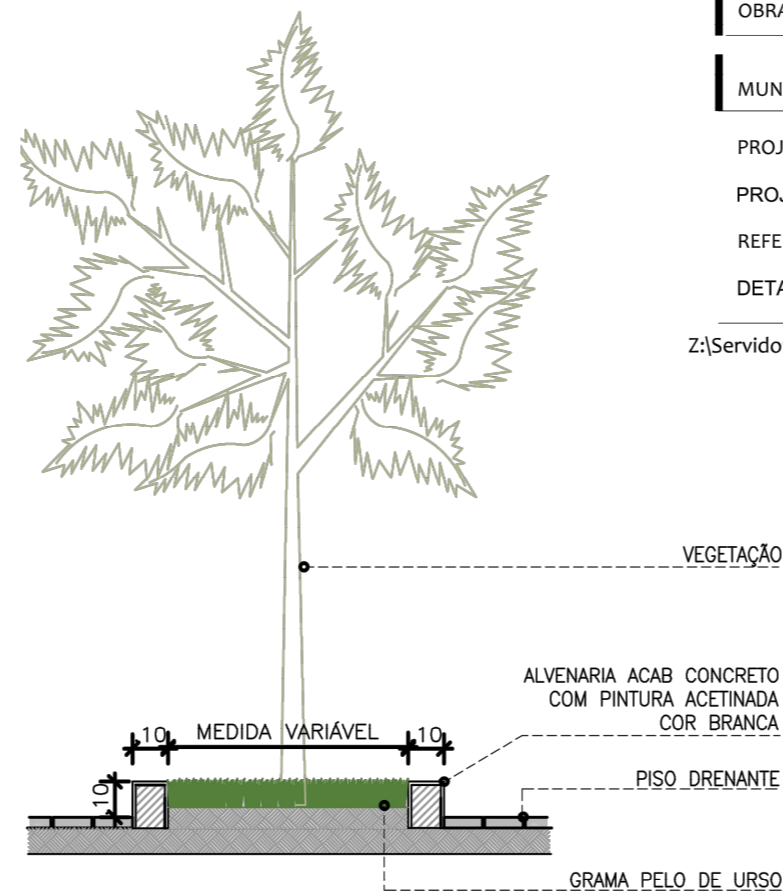 OBRA
MUN
PROJ
PROJ
REFE
DETA
Z:\Servido
VEGETAÇÃO
ALVENARIA ACAB CONCRETO
COM PINTURA ACETINADA
COR BRANCA
10 MEDIDA VARIÁVEL 10
PISO DRENANTE
10
GRAMA PELO DE URSO